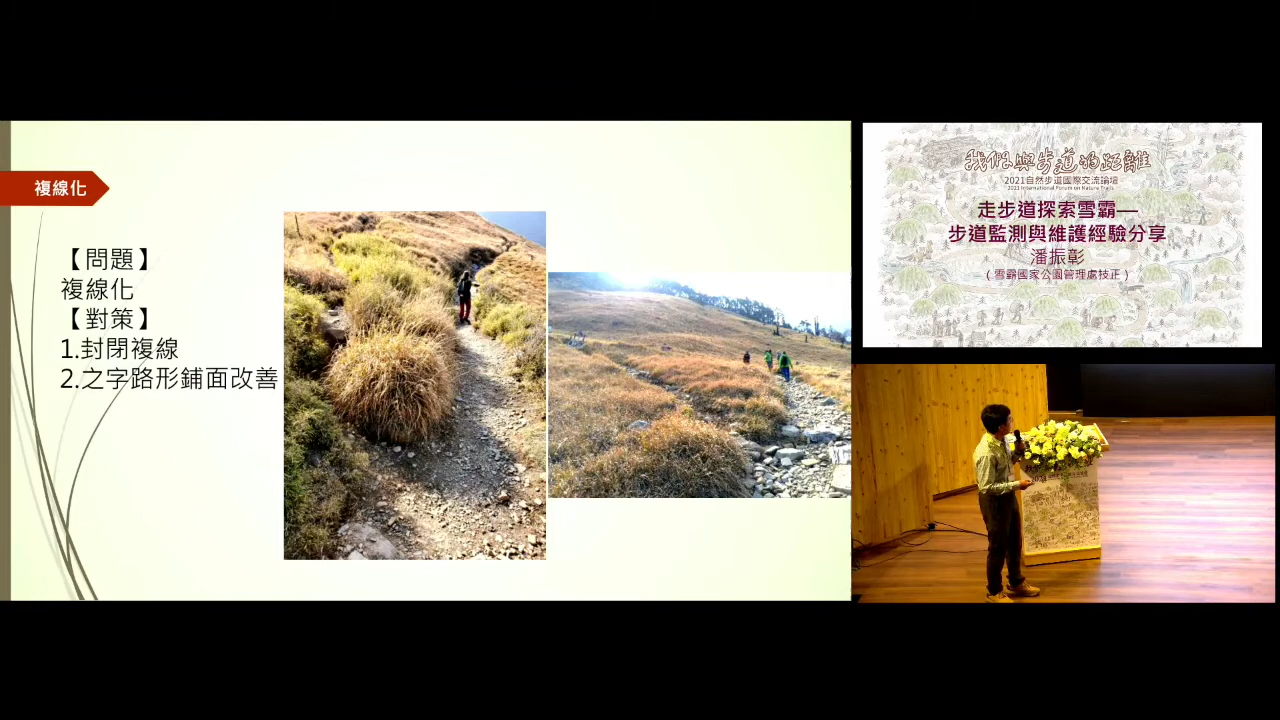 複線化
【問題】
複線化
【對策】
1.封閉複線
2.之字路形鋪面改善
我們與步道的距離
2021自然步道國際交流論壇
2021 International Forum on Nature Trails
走步道探索雪霸—
步道監測與維護經驗分享
潘振彰
（雪霸國家公園管理處技正）